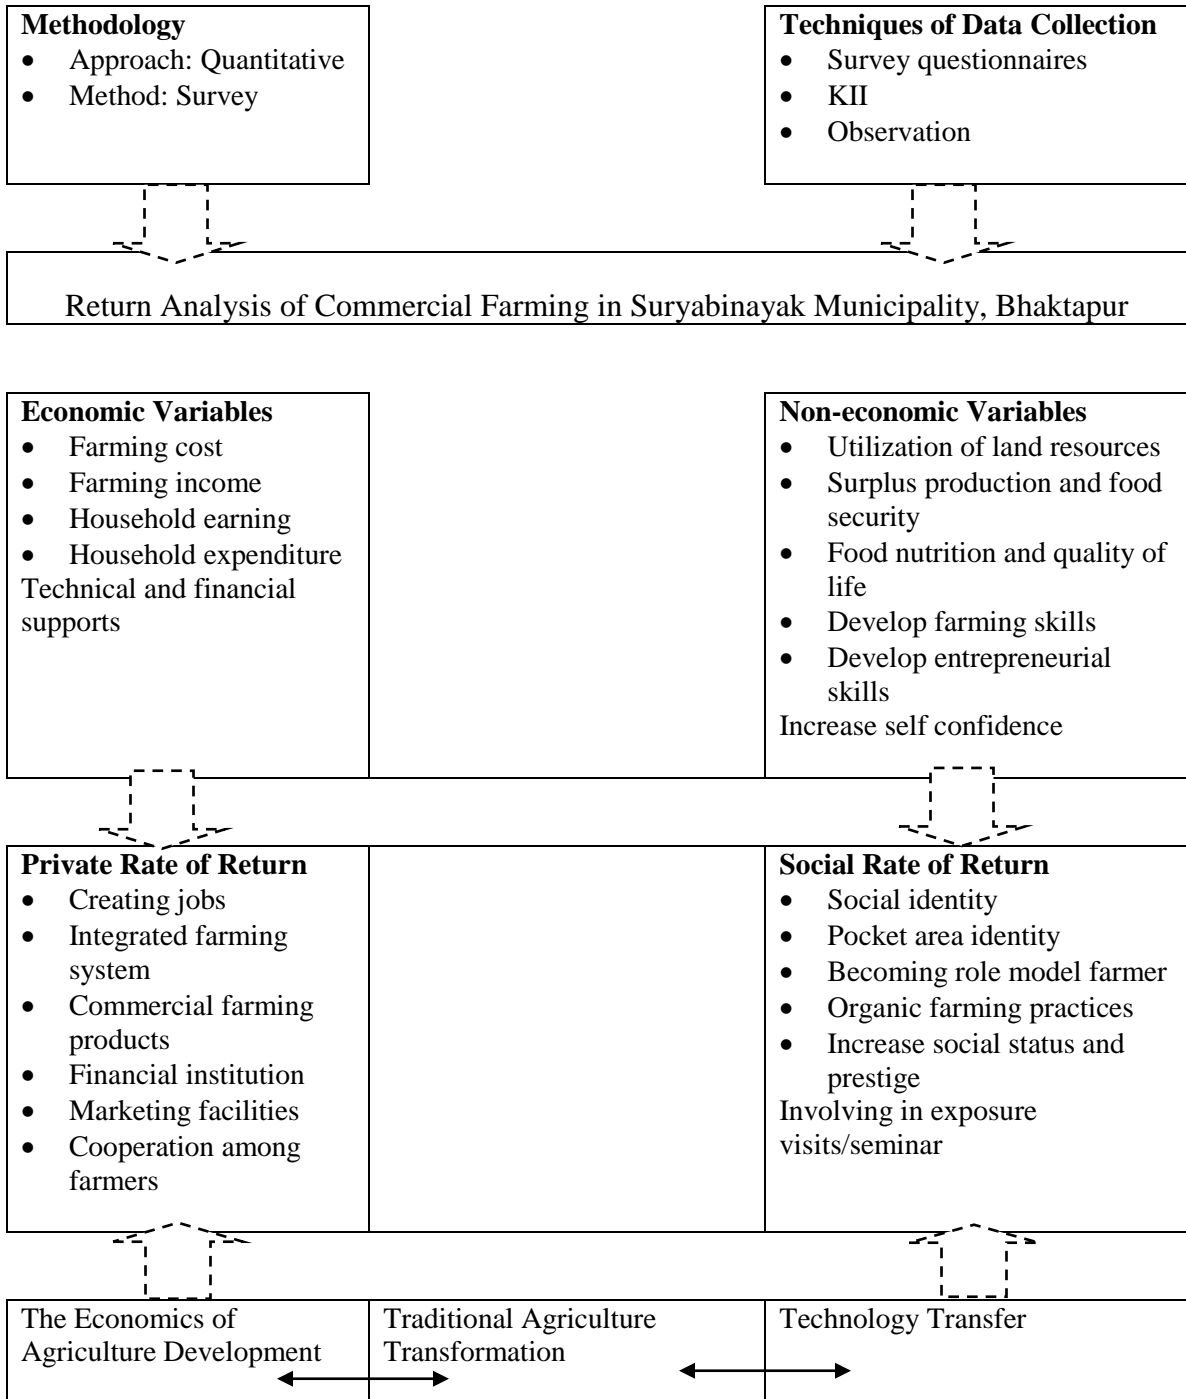 Methodology
• Approach: Quantitative
• Method: Survey
Techniques of Data Collection
• Survey questionnaires
• KII
• Observation
Return Analysis of Commercial Farming in Suryabinayak Municipality, Bhaktapur
Economic Variables
• Farming cost
• Farming income
• Household earning
• Household expenditure
Technical and financial
supports
Non-economic Variables
• Utilization of land resources
• Surplus production and food
security
• Food nutrition and quality of
life
• Develop farming skills
• Develop entrepreneurial
skills
Increase self confidence
Private Rate of Return
• Creating jobs
• Integrated farming
system
• Commercial farming
products
• Financial institution
• Marketing facilities
• Cooperation among
farmers
Social Rate of Return
• Social identity
• Pocket area identity
• Becoming role model farmer
• Organic farming practices
• Increase social status and
prestige
Involving in exposure
visits/seminar
The Economics of
Agriculture Development
Traditional Agriculture
Transformation
Technology Transfer